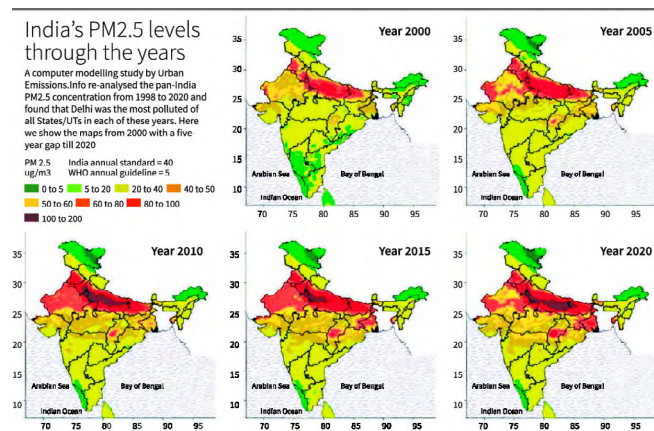 India's PM2.5 levels
through the years
A computer modelling study by Urban
Emissions.Info re-analysed the pan-India
PM2.5 concentration from 1998 to 2020 and
found that Delhi was the most polluted of
all States/UTs in each of these years. Here
we show the maps from 2000 with a five-
year gap till 2020
PM 2.5 India annual standard = 40
ug/m3 WHO annual guideline = 5
0 to 5 5 to 20 20 to 40 40 to 50
50 to 60 60 to 80 80 to 100
100 to 200
Year 2000
35
30
25
20
15
10
Arabian Sea
Bay of Bengal
Indian Ocean
70 75 80 85 90 95
Year 2005
35
30
25
20
15
10
Arabian Sea
Bay of Bengal
Indian Ocean
70 75 80 85 90 95
Year 2010
35
30
25
20
15
10
Arabian Sea
Bay of Bengal
Indian Ocean
70 75 80 85 90 95
Year 2015
35
30
25
20
15
10
Arabian Sea
Bay of Bengal
Indian Ocean
70 75 80 85 90 95
Year 2020
35
30
25
20
15
10
Arabian Sea
Bay of Bengal
Indian Ocean
70 75 80 85 90 95